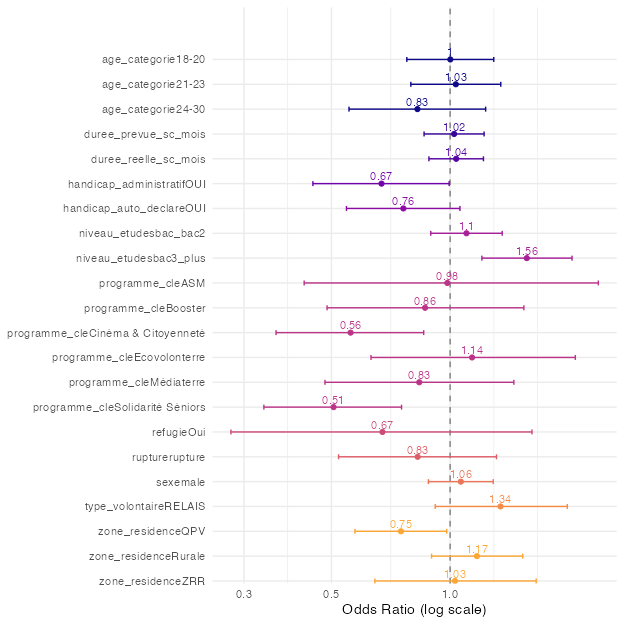 age_categorie18-20 1
age_categorie21-23 1.03
age_categorie24-30 0.83
duree_prevue_sc_mois 1.02
duree_reelle_sc_mois 1.04
handicap_administratifOUI 0.67
handicap_auto_declareOUI 0.76
niveau_etudesbac_bac2 1.1
niveau_etudesbac3_plus 1.56
programme_cleASM 0.98
programme_cleBooster 0.86
programme_cleCinéma & Citoyenneté 0.56
programme_cleEcovolonterre 1.14
programme_cleMédiaterre 0.83
programme_cleSolidarité Séniors 0.51
refugieOui 0.67
rupturerupture 0.83
sexemale 1.06
type_volontaireRELAIS 1.34
zone_residenceQPV 0.75
zone_residenceRurale 1.17
zone_residenceZRR 1.03
0.3 0.5 1.0
Odds Ratio (log scale)